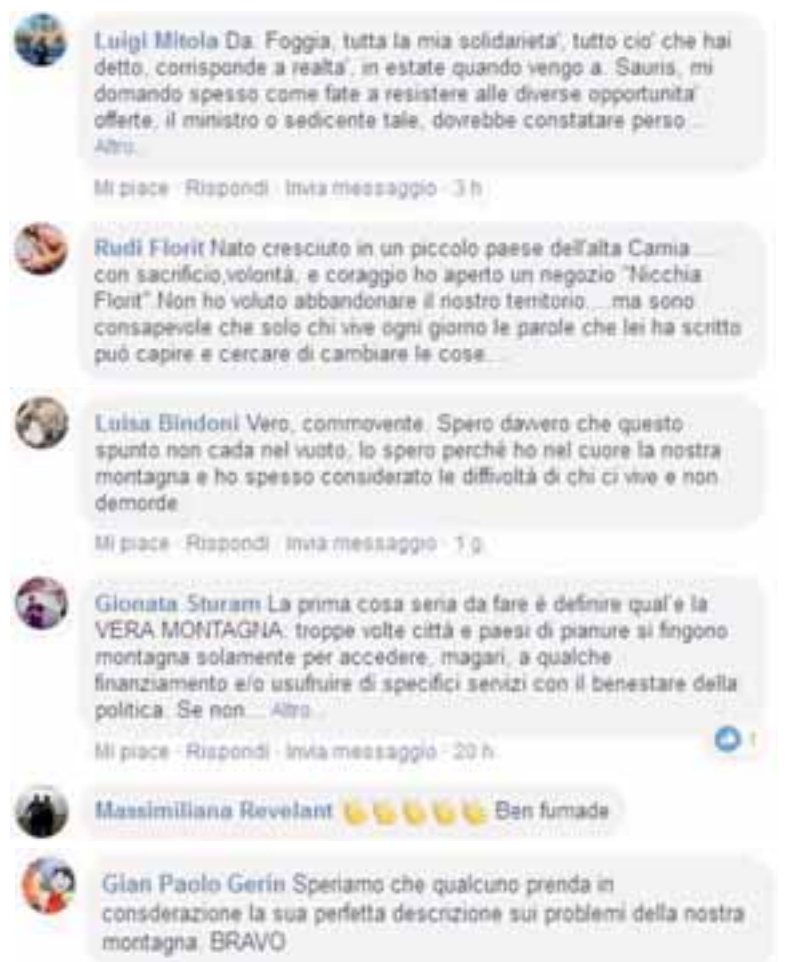 Luigi Mitola Da. Foggia, tutta la mia solidarieta', tutto cio' che hai
detto, corrisponde a realta', in estate quando vengo a. Sauris, mi
domando spesso come fate a resistere alle diverse opportunita'
offerte, il ministro o sedicente tale, dovrebbe constatare perso...
Altro...
Mi piace · Rispondi · Invia messaggio · 3 h
Rudi Florit Nato cresciuto in un piccolo paese dell'alta Carnia......
con sacrificio,volontà, e coraggio ho aperto un negozio "Nicchia
Florit" Non ho voluto abbandonare il nostro territorio....ma sono
consapevole che solo chi vive ogni giorno le parole che lei ha scritto
può capire e cercare di cambiare le cose....
Luisa Bindoni Vero, commovente. Spero davvero che questo
spunto non cada nel vuoto, lo spero perchè ho nel cuore la nostra
montagna e ho spesso considerato le diffivoltà di chi ci vive e non
demorde
Mi piace · Rispondi · Invia messaggio · 1 g
Gionata Sturam La prima cosa seria da fare è definire qual'e la
VERA MONTAGNA: troppe volte città e paesi di pianure si fingono
montagna solamente per accedere, magari, a qualche
finanziamento e/o usufruire di specifici servizi con il benestare della
politica. Se non... Altro...
1
Mi piace · Rispondi · Invia messaggio · 20 h
Massimiliana Revelant 👏👏👏👏👏 Ben fumade
Gian Paolo Gerin Speriamo che qualcuno prenda in
considerazione la sua perfetta descrizione sui problemi della nostra
montagna. BRAVO